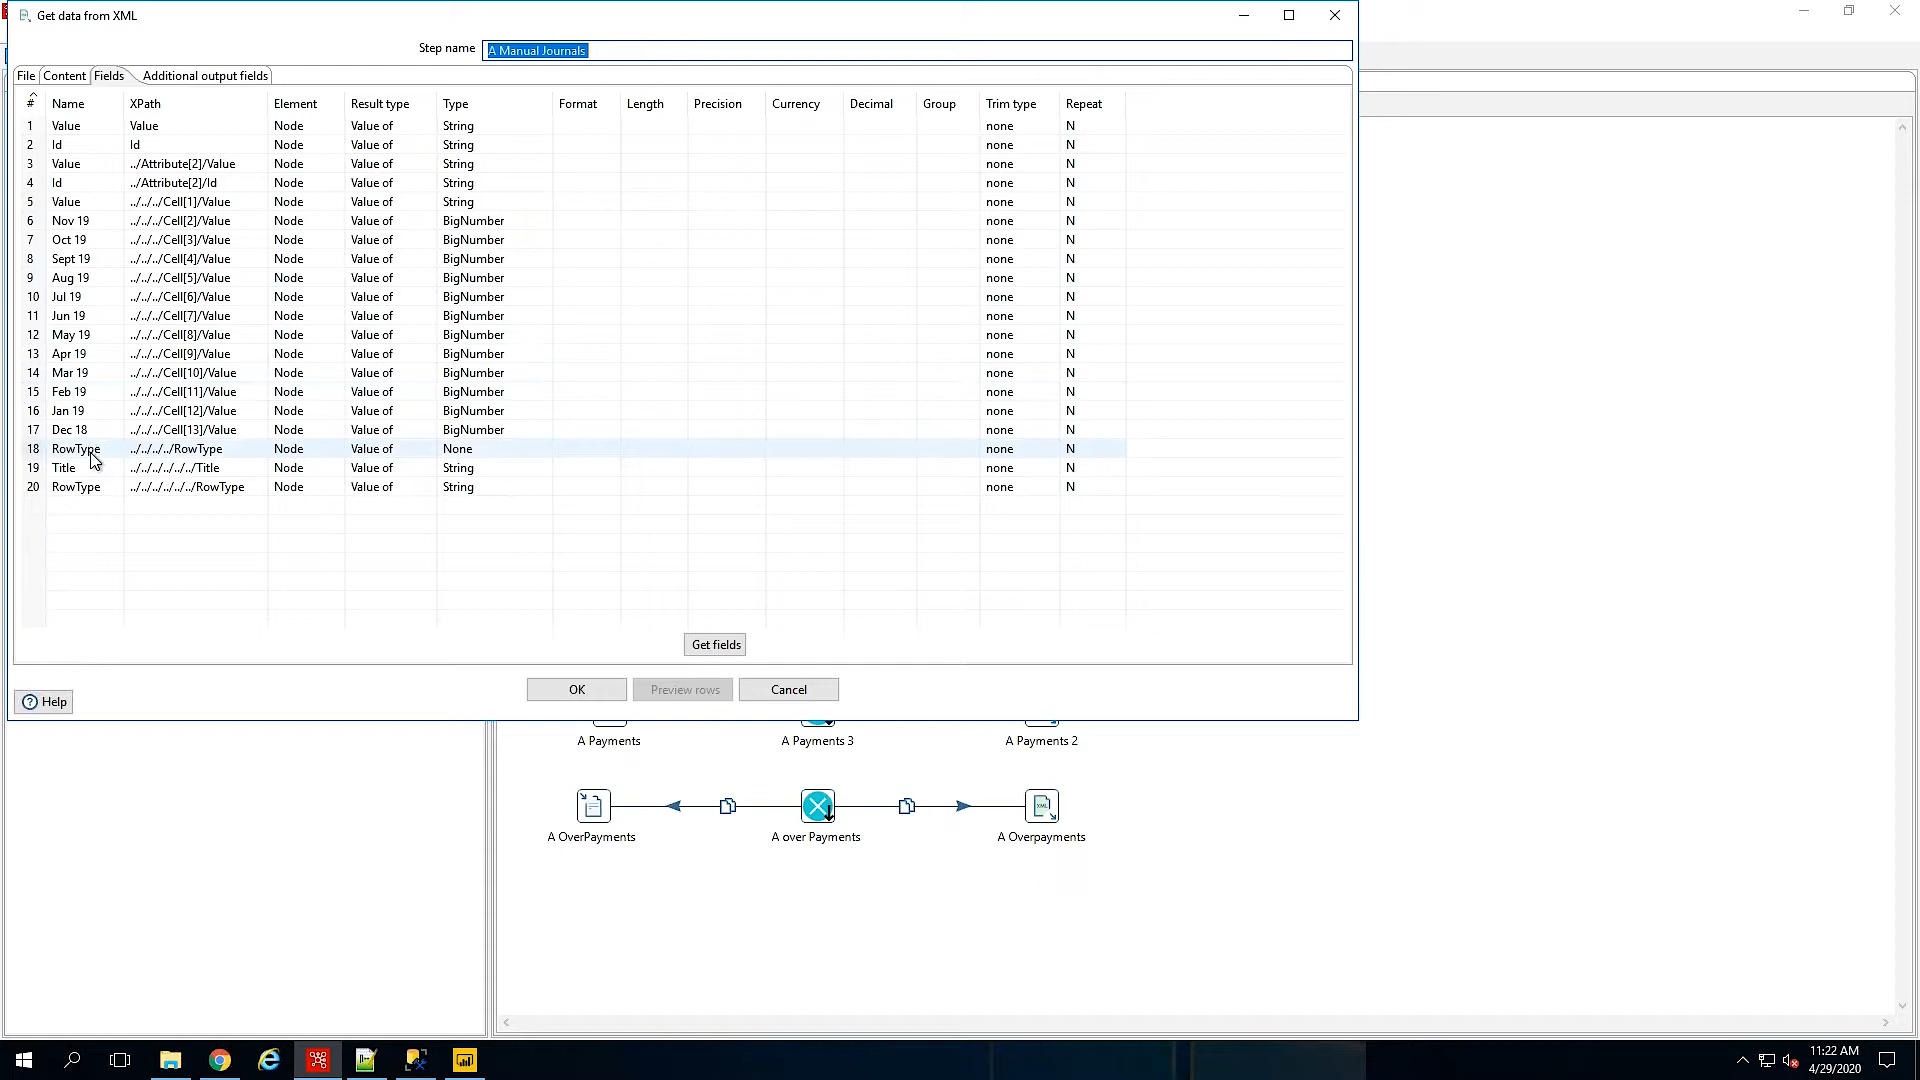 Get data from XML
Step name A Manual Journals
File Content Fields Additional output fields
# Name XPath Element Result type Type Format Length Precision Currency Decimal Group Trim type Repeat
1 Value Value Node Value of String none N
2 Id Id Node Value of String none N
3 Value ../Attribute[2]/Value Node Value of String none N
4 Id ../Attribute[2]/Id Node Value of String none N
5 Value ../../../Cell[1]/Value Node Value of String none N
6 Nov 19 ../../../Cell[2]/Value Node Value of BigNumber none N
7 Oct 19 ../../../Cell[3]/Value Node Value of BigNumber none N
8 Sept 19 ../../../Cell[4]/Value Node Value of BigNumber none N
9 Aug 19 ../../../Cell[5]/Value Node Value of BigNumber none N
10 Jul 19 ../../../Cell[6]/Value Node Value of BigNumber none N
11 Jun 19 ../../../Cell[7]/Value Node Value of BigNumber none N
12 May 19 ../../../Cell[8]/Value Node Value of BigNumber none N
13 Apr 19 ../../../Cell[9]/Value Node Value of BigNumber none N
14 Mar 19 ../../../Cell[10]/Value Node Value of BigNumber none N
15 Feb 19 ../../../Cell[11]/Value Node Value of BigNumber none N
16 Jan 19 ../../../Cell[12]/Value Node Value of BigNumber none N
17 Dec 18 ../../../Cell[13]/Value Node Value of BigNumber none N
18 RowType ../../../../RowType Node Value of None none N
19 Title ../../../../../../Title Node Value of String none N
20 RowType ../../../../../../RowType Node Value of String none N
Get fields
OK Preview rows Cancel
Help
A Payments A Payments 3 A Payments 2
XML
A OverPayments A over Payments A Overpayments
11:22 AM
4/29/2020